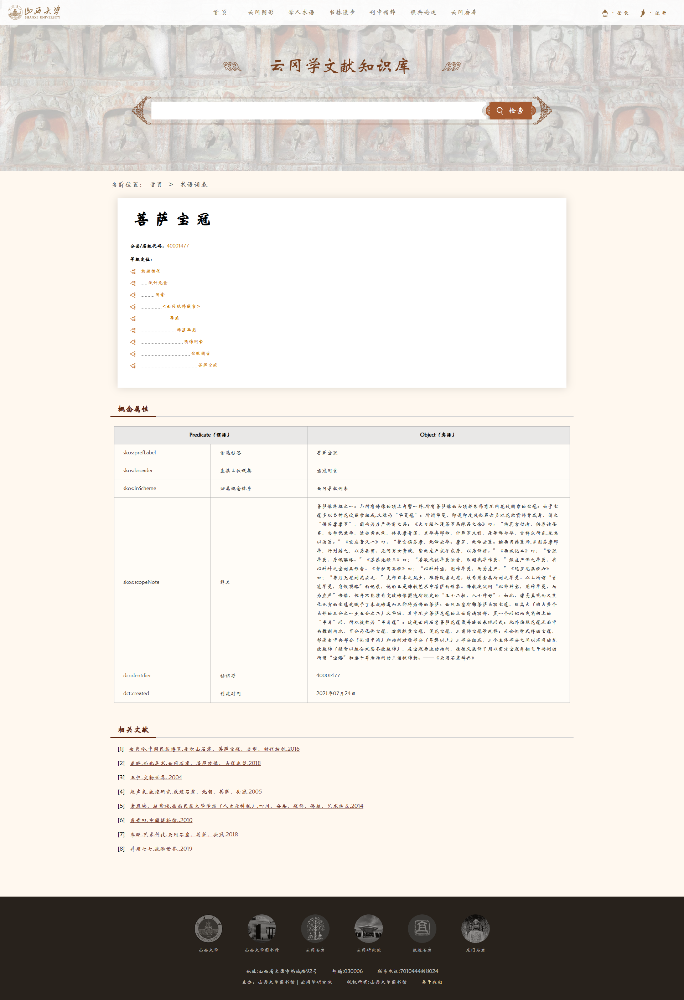 山西大学
SHANXI UNIVERSITY
首 页 云冈图影 学人术语 书林漫步 刊中精粹 经典论述 云冈府库
· 登录 · 注册
云冈学文献知识库
检索
当前位置： 首页 > 术语词表
菩萨宝冠
分面/层级代码：40001477
等级定位：
物理性质
.....设计元素
..........图案
...............<云冈纹饰图案>
....................器用
.........................佛道器用
..............................项饰图案
...................................宝冠图案
........................................菩萨宝冠
概念属性
Predicate（谓语） Object（宾语）
skos:prefLabel 首选标签 菩萨宝冠
skos:broader 直接上位链接 宝冠图案
skos:inScheme 归属概念体系 云冈学叙词表
skos:scopeNote 释义
菩萨像特征之一。与所有佛像的顶上肉髻一样,所有菩萨像的头顶都装饰有不同花纹图案的宝冠。由于宝
冠多以各种花纹图案组成,又称为“华蔓冠”。所谓华蔓，即是印度风俗男女多以花结贯饰首或身，谓之
“俱苏摩摩罗”，因而为庄严佛前之具。《大日经入漫茶罗具缘品之余》曰：“持真言行者，供养诸圣
尊，当奉悦意华，洁白黄朱色，钵头摩青莲，龙华奔那伽，计萨罗末利，是等鲜妙华，吉祥众所乐,采集
以为蔓。”《玄应音义一》曰：“梵言俱苏摩，此译云华。摩罗、此译云蔓。按西国结蔓师,多用苏摩那
华，行列结之，以为条贯。无问男女贵贱，皆此庄严或手或身，以为饰好。”《西域记二》曰：“首冠
华蔓，身佩璎珞。”《苏悉地经三》曰：“若欲成就华蔓法者，取阇底华作蔓。”然庄严佛之华蔓，有
以种种之宝刻其形者。《守护国界经》曰：“以种种宝，用作华蔓，而为庄严。”《陀罗尼集经六》
曰：“若月无花刻花安之。”支那日本之风土，难得适当之花，故专用金属所刻之华蔓。以上所谓“首
冠华蔓，身佩璎珞”的记录，说的正是佛教艺术中菩萨的形象。佛教徒试图“以种种宝，用作华蔓，而
为庄严”佛像，但并不能擅自突破佛像塑造所规定的“三十二相，八十种好”。如此，漂亮美观而又变
化无穷的宝冠就赋予了未成佛道而又即将为佛的菩萨。云冈石窟所雕菩萨头顶宝冠，既高大（约占整个
头部的三分之一至五分之二）又华丽，其中不少菩萨花冠的正面前端顶部，置一个形似两尖角向上的
“半月”形，所以被称为“半月冠”。这是云冈石窟菩萨花冠最普遍的表现形式。此外按照花冠正面中
央雕刻内容，可分为化佛宝冠，右旋轮盘宝冠，莲花宝冠，三角饰宝冠等式样。无论何种式样的宝冠，
都是由中央部分（头顶中间）和两侧对称部分（耳鬓以上）三部分组成，三个主体部分之间以不同的花
纹装饰（经常以组合式忍冬纹装饰），在宝冠后边的两侧，往往又装饰了用以固定宝冠并翻飞于两侧的
所谓“宝缯”和垂于耳后两侧的三角状饰物。——《云冈石窟辞典》
dc:identifier 标识符 40001477
dct:created 创建时间 2021年07月24日
相关文献
[1] 白秀玲.中国民族博览.麦积山石窟、菩萨宝冠、类型、时代特征.2016
[2] 李晔.西北美术.云冈石窟、菩萨造像、头冠类型.2018
[3] 王恒.文物世界..2004
[4] 赵声良.敦煌研究.敦煌石窟、北朝、菩萨、头冠.2005
[5] 袁恩培、扶紫祎.西南民族大学学报（人文社科版）.四川、安岳、冠饰、佛教、艺术特点.2014
[6] 肖贵田.中国博物馆..2010
[7] 李晔.艺术科技.云冈石窟、菩萨、头冠.2018
[8] 井娟七七.旅游世界..2019
山西大学 山西大学图书馆 云冈石窟 云冈研究院 敦煌石窟 龙门石窟
地址:山西省太原市坞城路92号 邮编:030006 联系电话:7010444转8024
主办：山西大学图书馆 | 云冈学研究院 版权所有:山西大学图书馆 关于我们